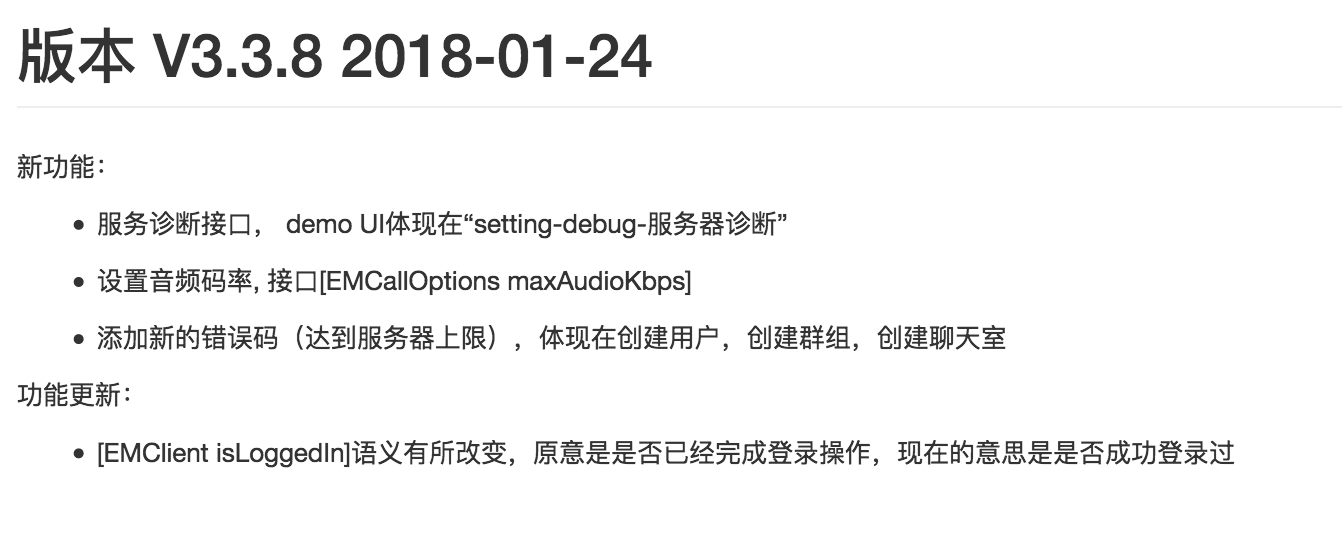 版本 V3.3.8 2018-01-24
新功能：
服务诊断接口， demo UI体现在“setting-debug-服务器诊断”
设置音频码率, 接口[EMCallOptions maxAudioKbps]
添加新的错误码（达到服务器上限），体现在创建用户，创建群组，创建聊天室
功能更新：
[EMClient isLoggedIn]语义有所改变，原意是是否已经完成登录操作，现在的意思是是否成功登录过